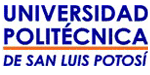 UNIVERSIDAD
POLITÉCNICA
DE SAN LUIS POTOSÍ